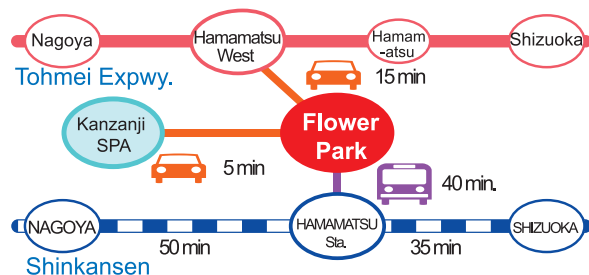 Nagoya
Hamamatsu
West
Hamam
-atsu
Shizuoka
Tohmei Expwy.
15 min
Kanzanji
SPA
Flower
Park
5 min
40 min.
NAGOYA
HAMAMATSU
Sta.
SHIZUOKA
50 min
35 min
Shinkansen